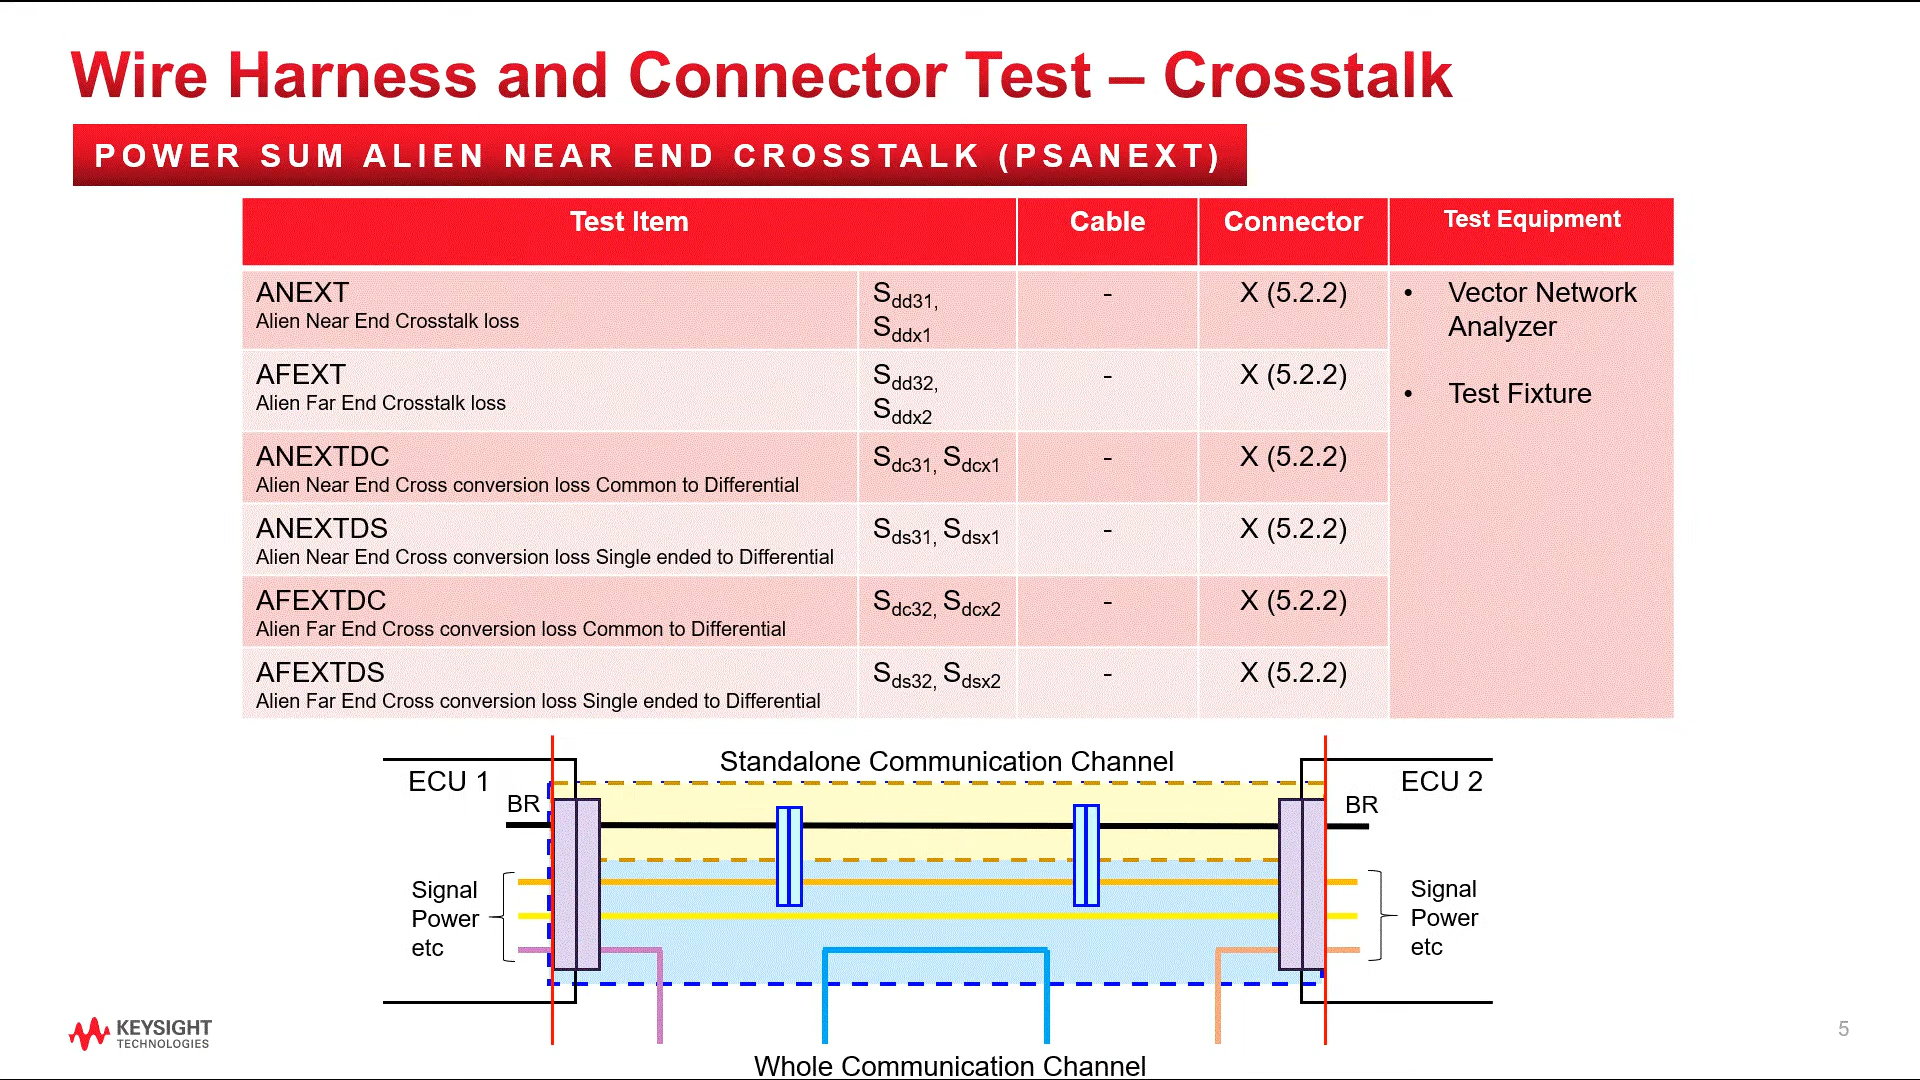 Wire Harness and Connector Test – Crosstalk
POWER SUM ALIEN NEAR END CROSSTALK (PSANEXT)
Test Item Cable Connector Test Equipment
ANEXT
Alien Near End Crosstalk loss
Sdd31,
Sddx1
-
X (5.2.2)
• Vector Network
Analyzer
• Test Fixture
AFEXT
Alien Far End Crosstalk loss
Sdd32,
Sddx2
-
X (5.2.2)
ANEXTDC
Alien Near End Cross conversion loss Common to Differential
Sdc31, Sdcx1
-
X (5.2.2)
ANEXTDS
Alien Near End Cross conversion loss Single ended to Differential
Sds31, Sdsx1
-
X (5.2.2)
AFEXTDC
Alien Far End Cross conversion loss Common to Differential
Sdc32, Sdcx2
-
X (5.2.2)
AFEXTDS
Alien Far End Cross conversion loss Single ended to Differential
Sds32, Sdsx2
-
X (5.2.2)
Standalone Communication Channel
ECU 1
ECU 2
BR
BR
Signal
Power
etc
Signal
Power
etc
Whole Communication Channel
KEYSIGHT
TECHNOLOGIES
5